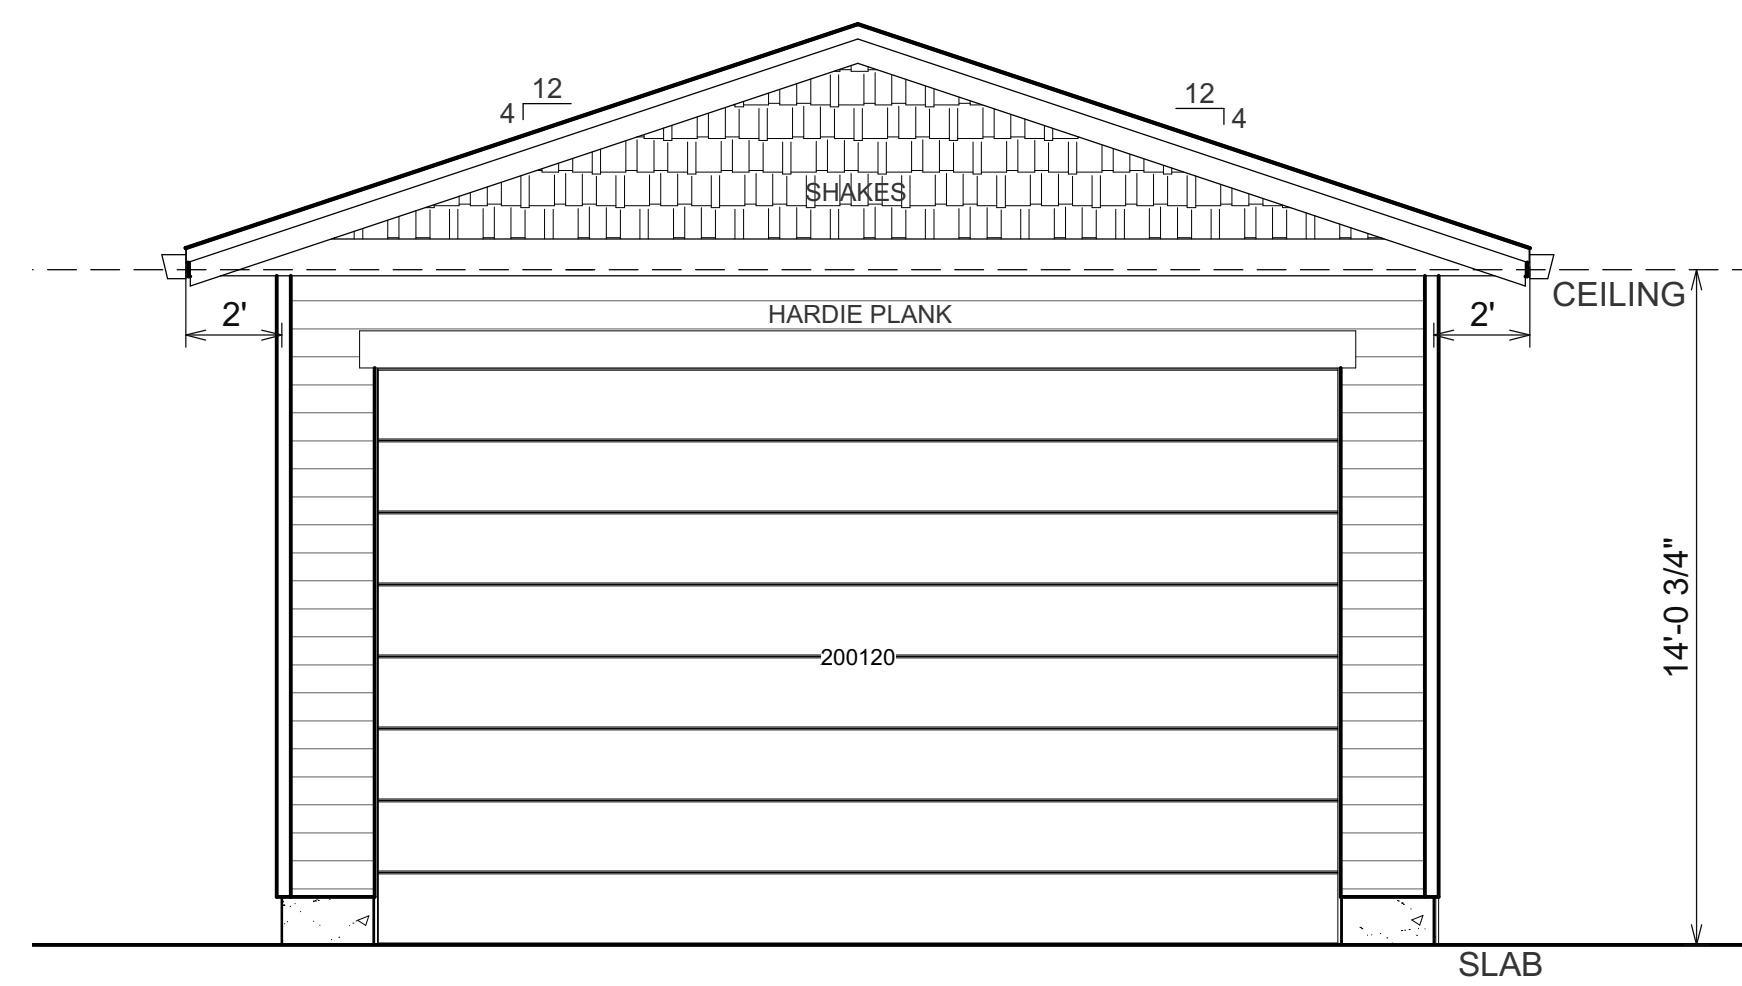 12
4
12
4
SHAKES
CEILING
2'
HARDIE PLANK
2'
14'-0 3/4"
200120
SLAB